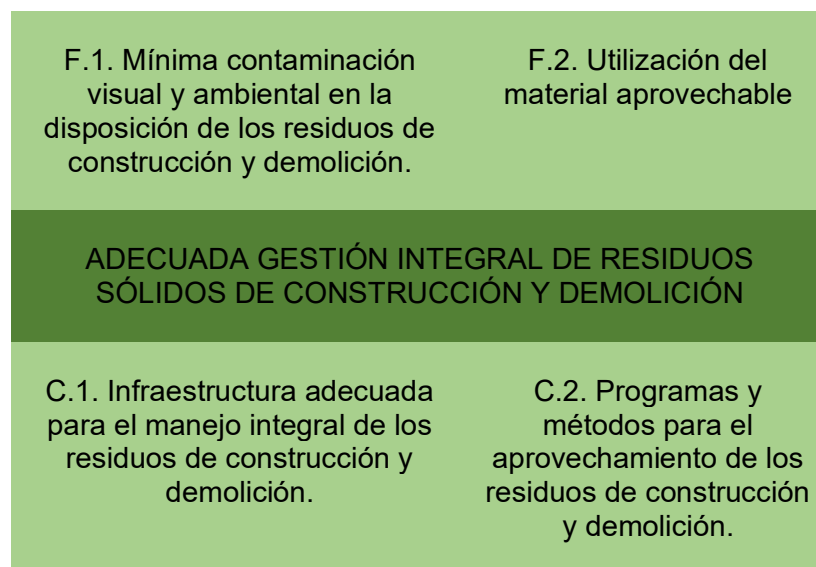 F.1. Mínima contaminación
visual y ambiental en la
disposición de los residuos de
construcción y demolición.
F.2. Utilización del
material aprovechable
ADECUADA GESTIÓN INTEGRAL DE RESIDUOS
SÓLIDOS DE CONSTRUCCIÓN Y DEMOLICIÓN
C.1. Infraestructura adecuada
para el manejo integral de los
residuos de construcción y
demolición.
C.2. Programas y
métodos para el
aprovechamiento de los
residuos de construcción
y demolición.